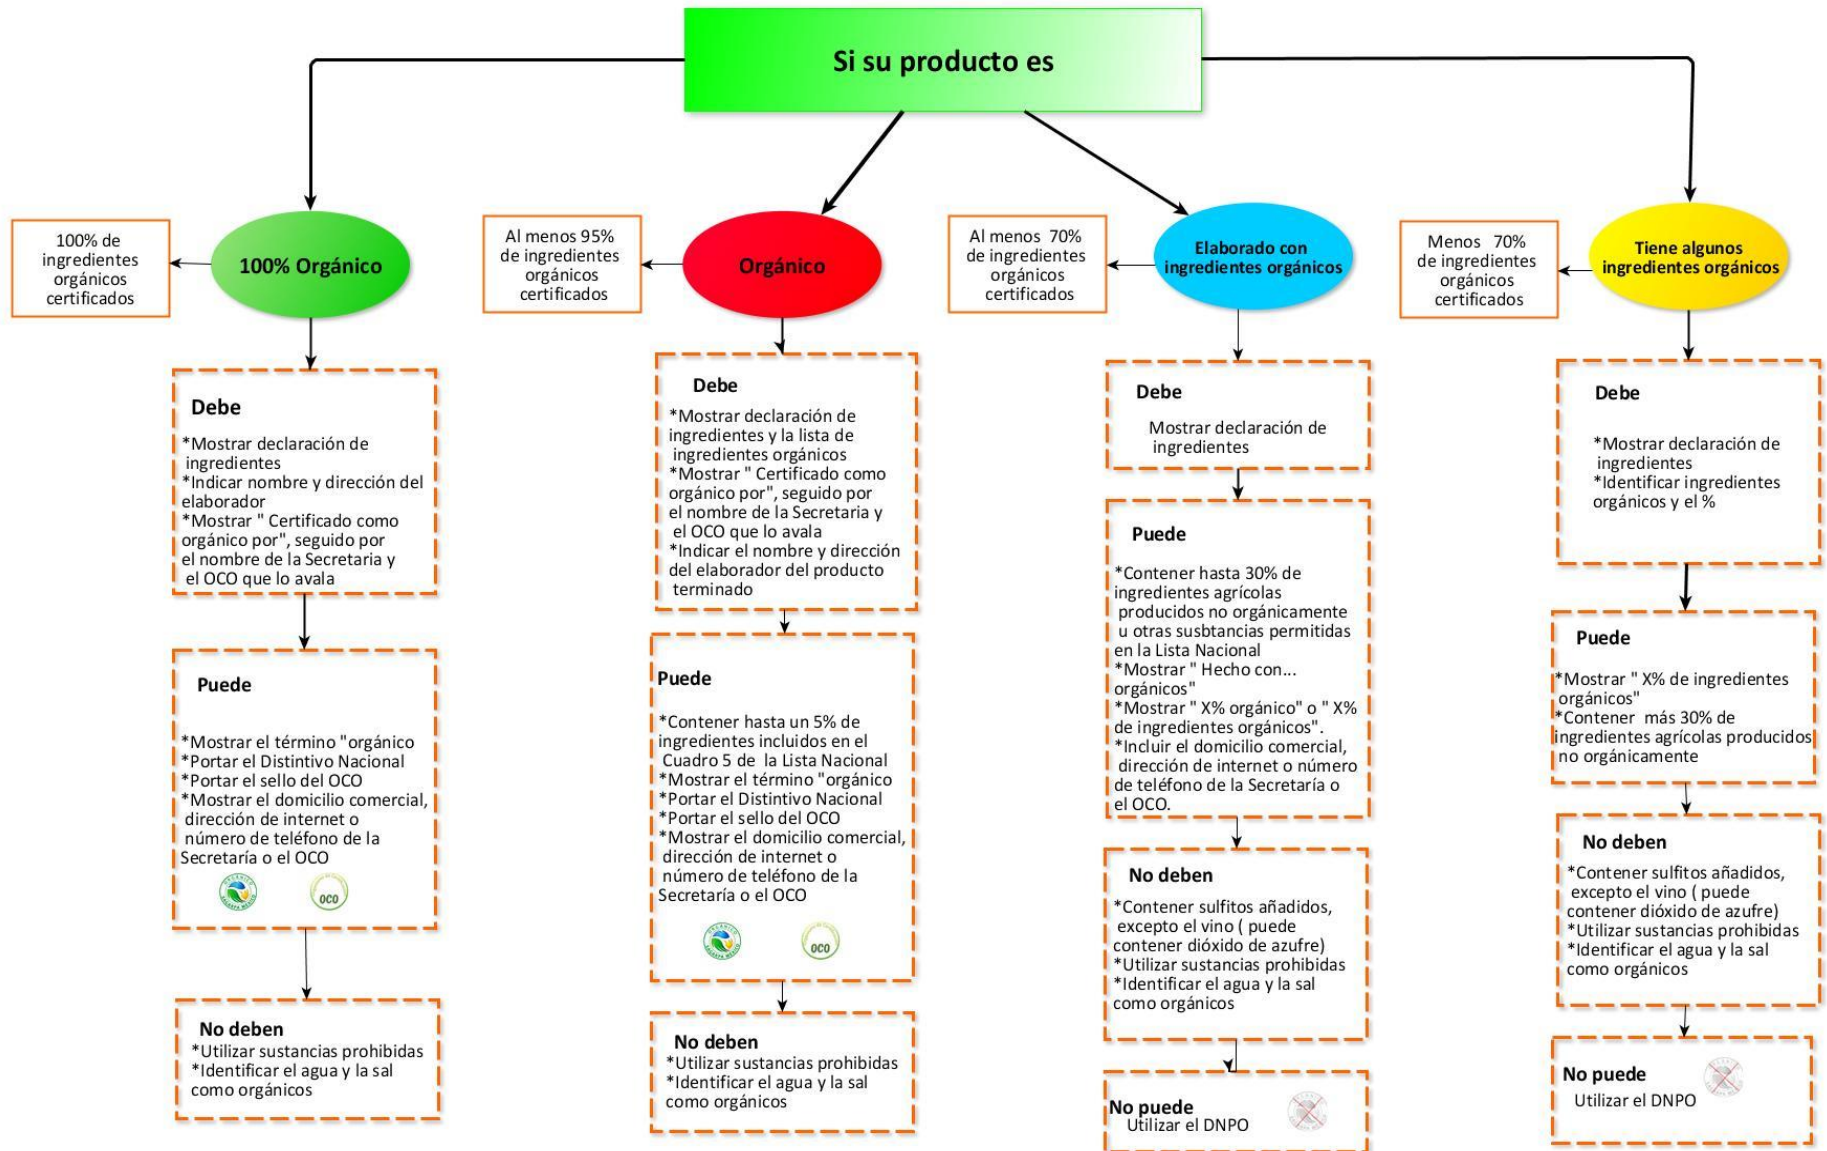 Si su producto es
100% de
ingredientes
orgánicos
certificados
100% Orgánico
Debe
*Mostrar declaración de
ingredientes
*Indicar nombre y dirección del
elaborador
*Mostrar " Certificado como
orgánico por", seguido por
el nombre de la Secretaria y
el OCO que lo avala
Puede
*Mostrar el término "orgánico
*Portar el Distintivo Nacional
*Portar el sello del OCO
*Mostrar el domicilio comercial,
dirección de internet o
número de teléfono de la
Secretaría o el OCO
ORGÁNICO
SAGARPA MÉXICO
OCO
No deben
*Utilizar sustancias prohibidas
*Identificar el agua y la sal
como orgánicos
Al menos 95%
de ingredientes
orgánicos
certificados
Orgánico
Debe
*Mostrar declaración de
ingredientes y la lista de
ingredientes orgánicos
*Mostrar " Certificado como
orgánico por", seguido por
el nombre de la Secretaria y
el OCO que lo avala
*Indicar el nombre y dirección
del elaborador del producto
terminado
Puede
*Contener hasta un 5% de
ingredientes incluidos en el
Cuadro 5 de la Lista Nacional
*Mostrar el término "orgánico
*Portar el Distintivo Nacional
*Portar el sello del OCO
*Mostrar el domicilio comercial,
dirección de internet o
número de teléfono de la
Secretaría o el OCO
ORGÁNICO
SAGARPA MÉXICO
OCO
No deben
*Utilizar sustancias prohibidas
*Identificar el agua y la sal
como orgánicos
Al menos 70%
de ingredientes
orgánicos
certificados
Elaborado con
ingredientes orgánicos
Debe
Mostrar declaración de
ingredientes
Puede
*Contener hasta 30% de
ingredientes agrícolas
producidos no orgánicamente
u otras susbtancias permitidas
en la Lista Nacional
*Mostrar " Hecho con...
orgánicos"
*Mostrar " X% orgánico" o " X%
de ingredientes orgánicos".
*Incluir el domicilio comercial,
dirección de internet o número
de teléfono de la Secretaría o
el OCO.
No deben
*Contener sulfitos añadidos,
excepto el vino ( puede
contener dióxido de azufre)
*Utilizar sustancias prohibidas
*Identificar el agua y la sal
como orgánicos
No puede
Utilizar el DNPO
Menos 70%
de ingredientes
orgánicos
certificados
Tiene algunos
ingredientes orgánicos
Debe
*Mostrar declaración de
ingredientes
*Identificar ingredientes
orgánicos y el %
Puede
*Mostrar " X% de ingredientes
orgánicos"
*Contener más 30% de
ingredientes agrícolas producidos
no orgánicamente
No deben
*Contener sulfitos añadidos,
excepto el vino ( puede
contener dióxido de azufre)
*Utilizar sustancias prohibidas
*Identificar el agua y la sal
como orgánicos
No puede
Utilizar el DNPO